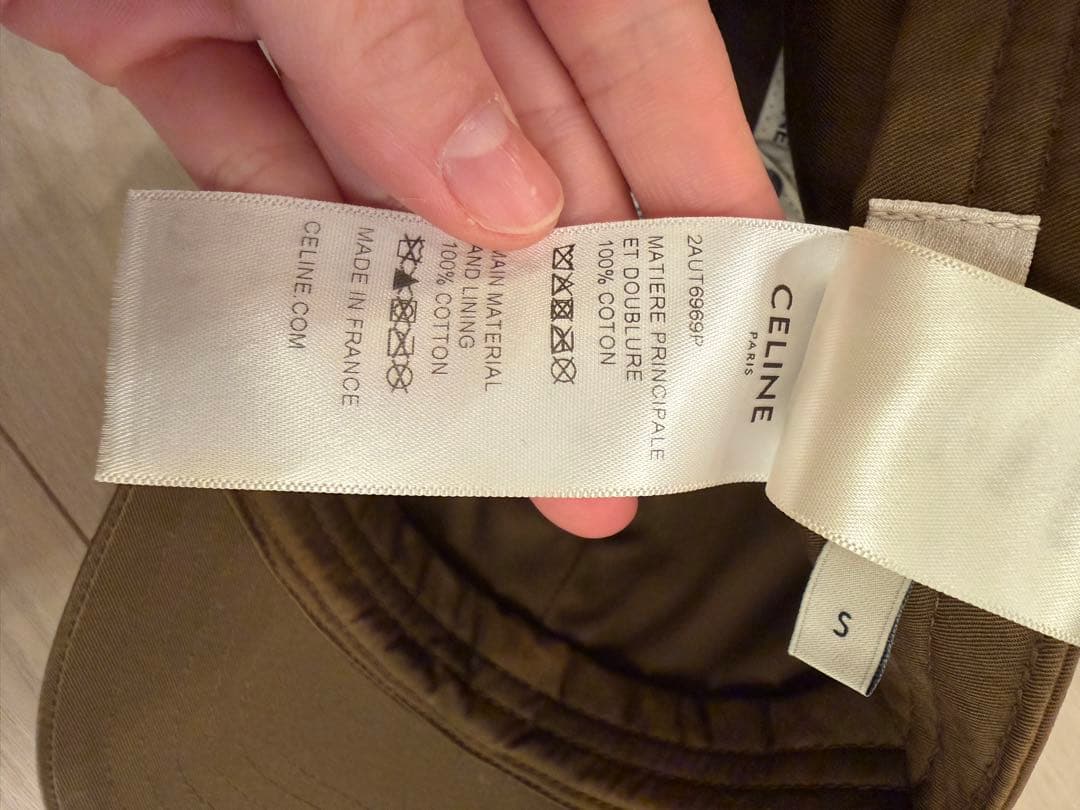 CELINE
PARIS
2AUT6969P
MATIERE PRINCIPALE
ET DOUBLURE
100% COTON
MAIN MATERIAL
AND LINING
100% COTTON
MADE IN FRANCE
CELINE.COM
S